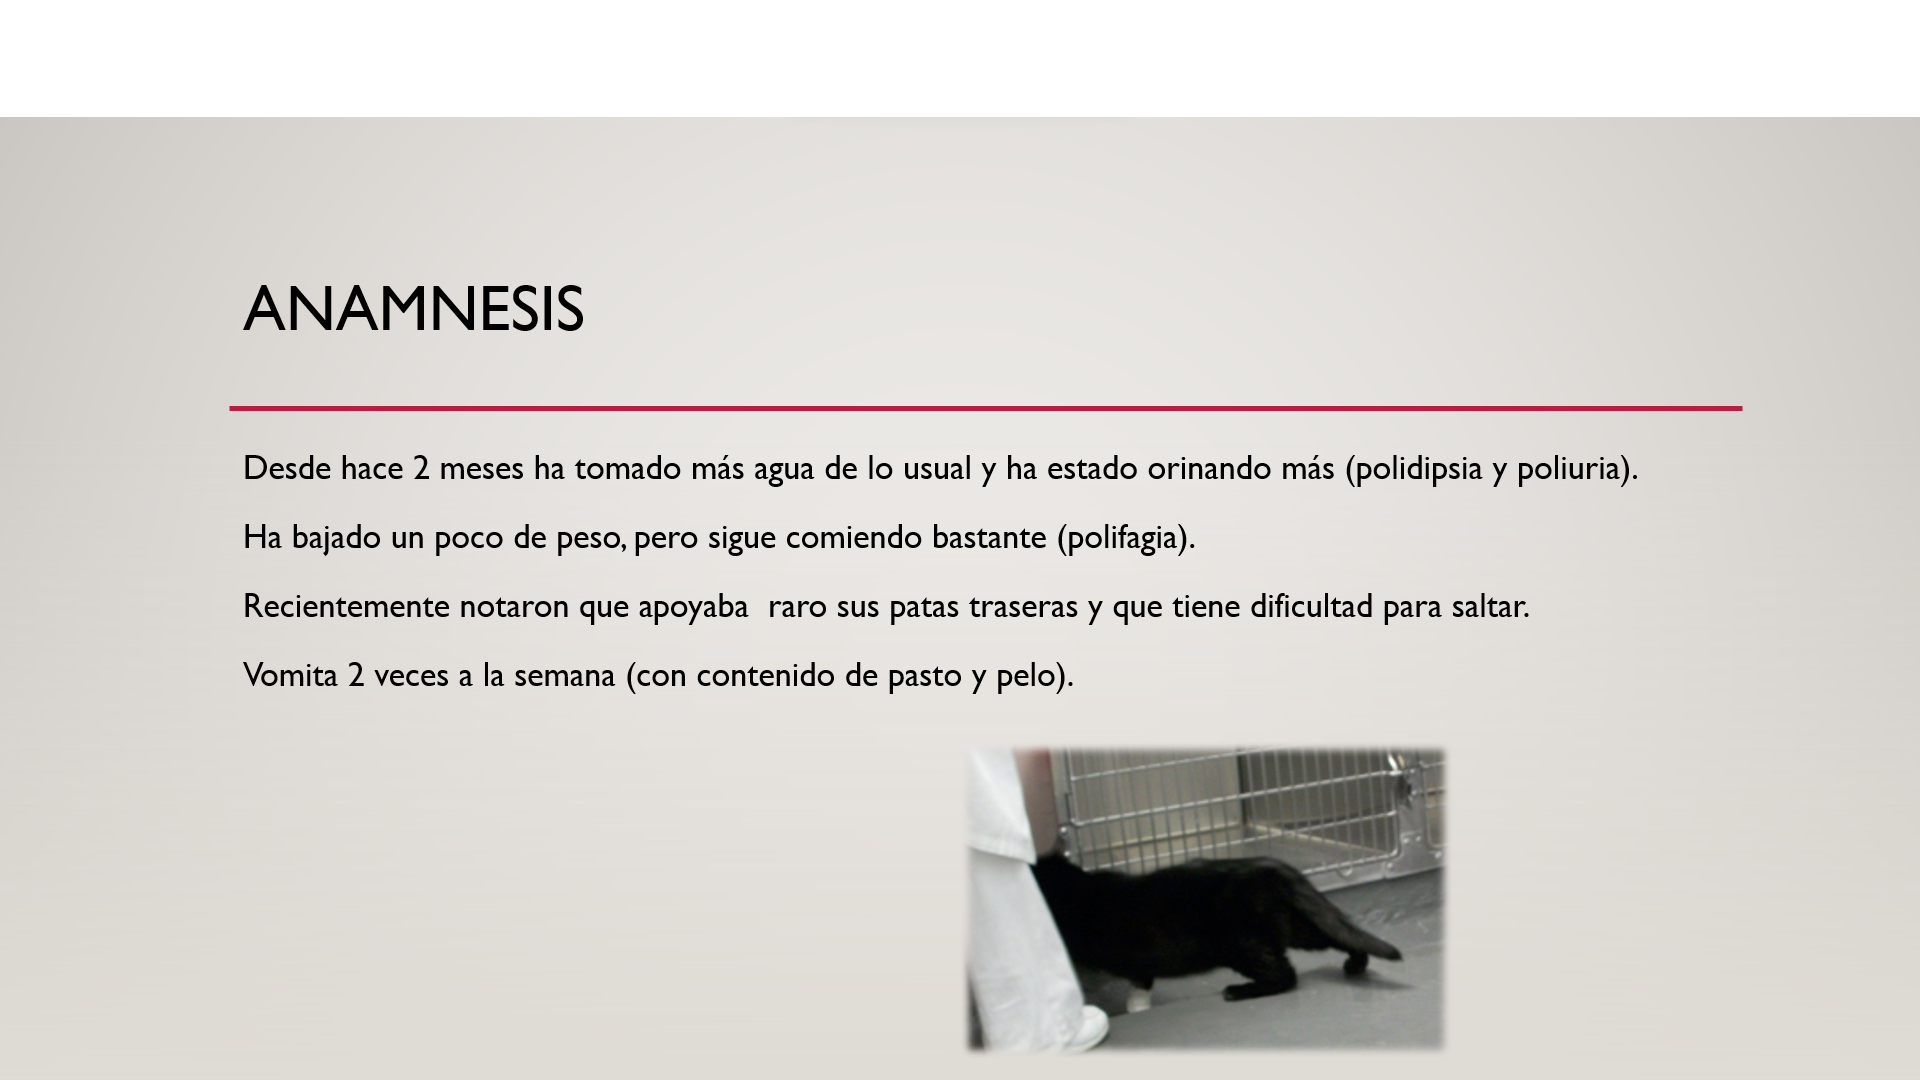 ANAMNESIS
Desde hace 2 meses ha tomado más agua de lo usual y ha estado orinando más (polidipsia y poliuria).
Ha bajado un poco de peso, pero sigue comiendo bastante (polifagia).
Recientemente notaron que apoyaba  raro sus patas traseras y que tiene dificultad para saltar.
Vomita 2 veces a la semana (con contenido de pasto y pelo).